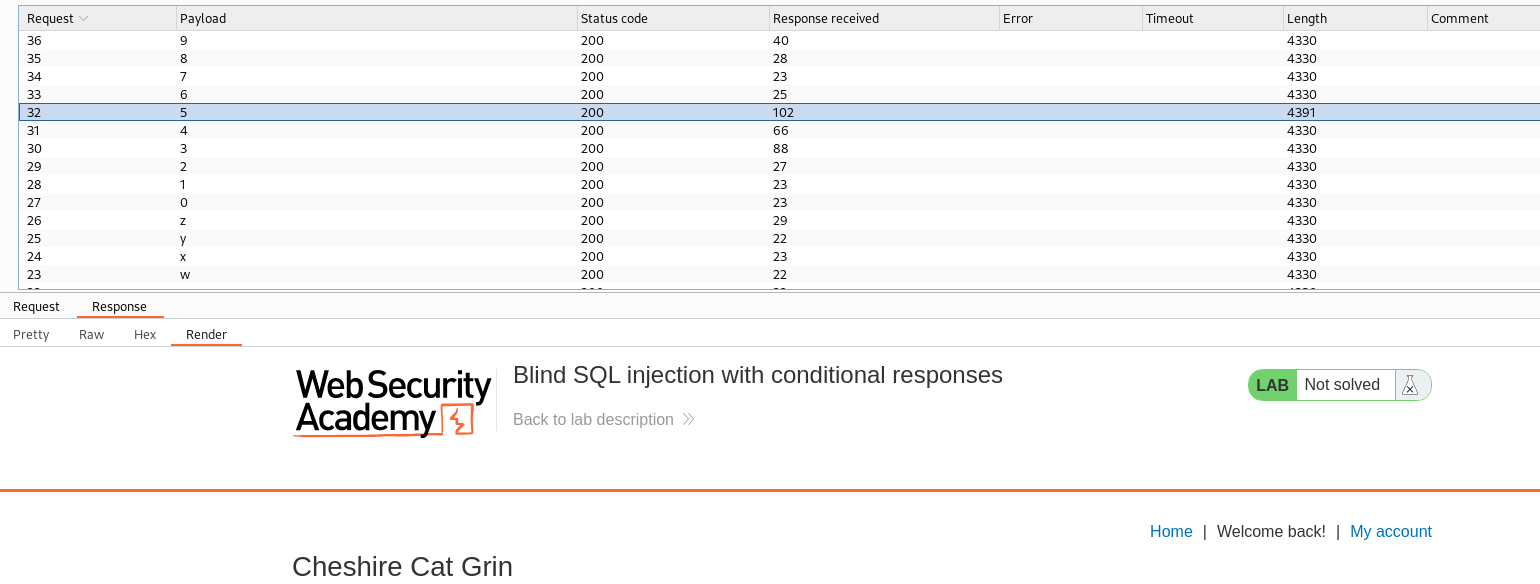 Request Payload Status code Response received Error Timeout Length Comment
36 9 200 40 4330
35 8 200 28 4330
34 7 200 23 4330
33 6 200 25 4330
32 5 200 102 4391
31 4 200 66 4330
30 3 200 88 4330
29 2 200 27 4330
28 1 200 23 4330
27 0 200 23 4330
26 z 200 29 4330
25 y 200 22 4330
24 x 200 23 4330
23 w 200 22 4330
Request Response
Pretty Raw Hex Render
Web Security
Academy
Blind SQL injection with conditional responses
Back to lab description
LAB Not solved
Home | Welcome back! | My account
Cheshire Cat Grin